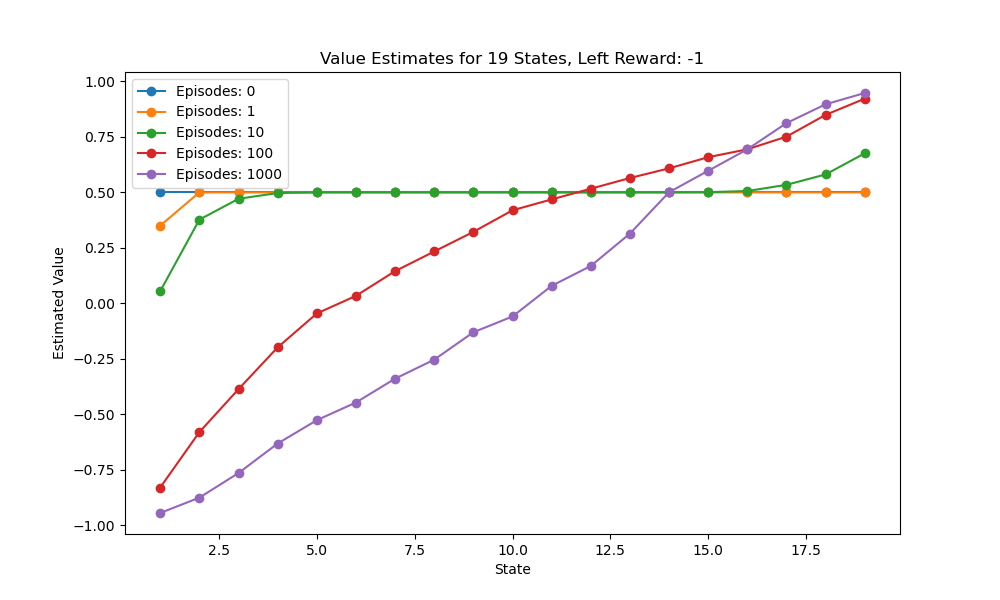 Value Estimates for 19 States, Left Reward: -1
Episodes: 0
Episodes: 1
Episodes: 10
Episodes: 100
Episodes: 1000
1.00
0.75
0.50
0.25
0.00
−0.25
−0.50
−0.75
−1.00
Estimated Value
2.5 5.0 7.5 10.0 12.5 15.0 17.5
State